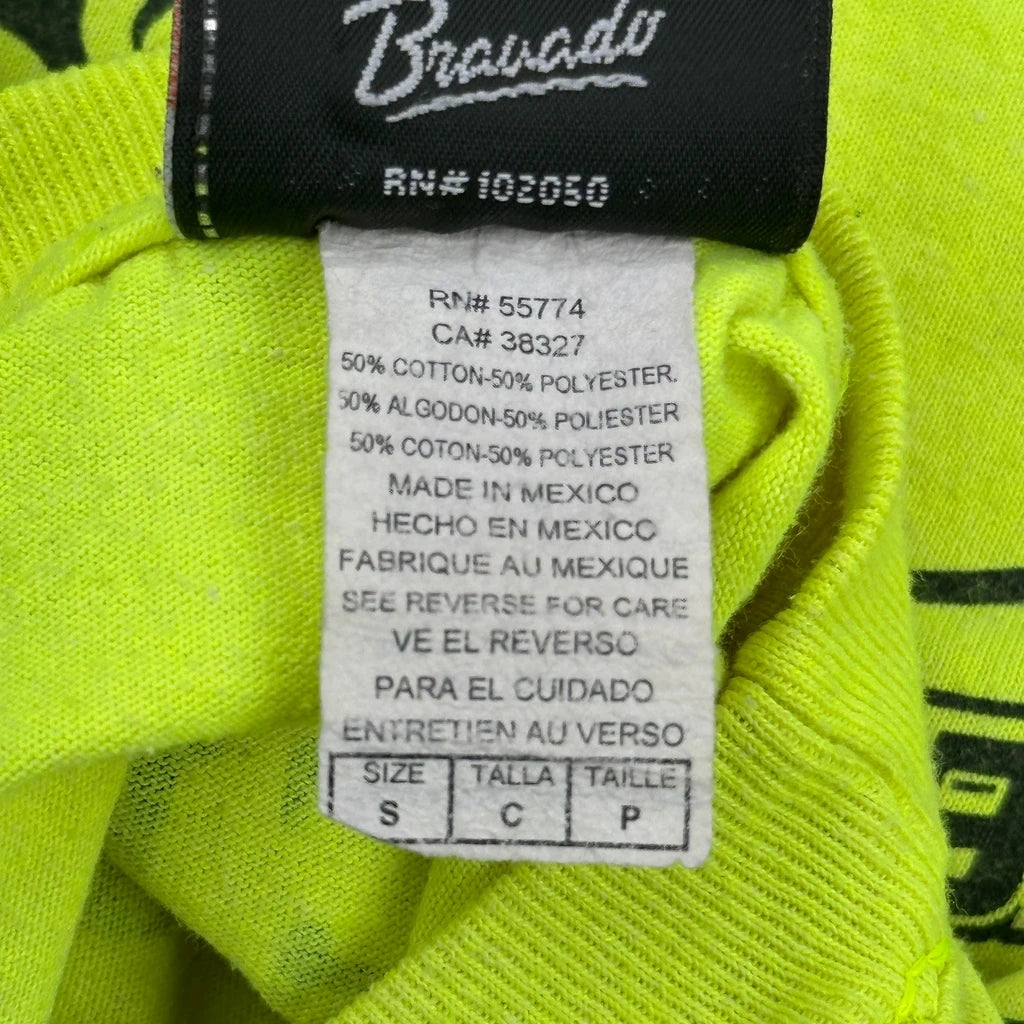 Bravado
RN# 102050
RN# 55774
CA# 38327
50% COTTON-50% POLYESTER.
50% ALGODON-50% POLIESTER
50% COTON-50% POLYESTER
MADE IN MEXICO
HECHO EN MEXICO
FABRIQUE AU MEXIQUE
SEE REVERSE FOR CARE
VE EL REVERSO
PARA EL CUIDADO
ENTRETIEN AU VERSO
SIZE TALLA TAILLE
S C P